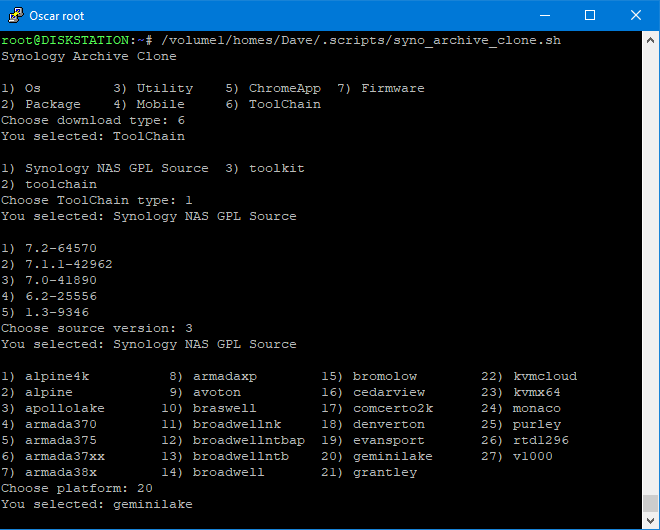 Oscar root
root@DISKSTATION:~# /volume1/homes/Dave/.scripts/syno_archive_clone.sh
Synology Archive Clone
1) Os         3) Utility    5) ChromeApp  7) Firmware
2) Package    4) Mobile     6) ToolChain
Choose download type: 6
You selected: ToolChain
1) Synology NAS GPL Source  3) toolkit
2) toolchain
Choose ToolChain type: 1
You selected: Synology NAS GPL Source
1) 7.2-64570
2) 7.1.1-42962
3) 7.0-41890
4) 6.2-25556
5) 1.3-9346
Choose source version: 3
You selected: Synology NAS GPL Source
1) alpine4k          8) armadaxp        15) bromolow        22) kvmcloud
2) alpine            9) avoton          16) cedarview       23) kvmx64
3) apollolake       10) braswell        17) comcerto2k      24) monaco
4) armada370        11) broadwellnk     18) denverton       25) purley
5) armada375        12) broadwellntbap  19) evansport       26) rtd1296
6) armada37xx       13) broadwellntb    20) geminilake      27) v1000
7) armada38x        14) broadwell       21) grantley
Choose platform: 20
You selected: geminilake